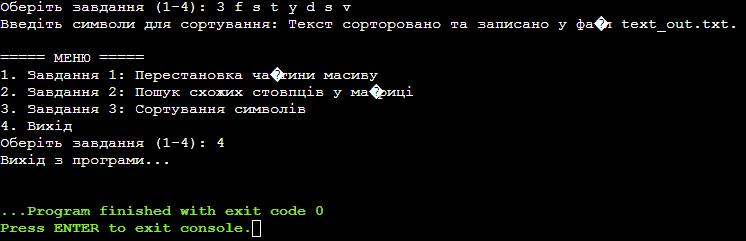 Оберіть завдання (1-4): 3 f s t y d s v
Введіть символи для сортування: Текст сорторовано та записано у фа�л text_out.txt.
===== МЕНЮ =====
1. Завдання 1: Перестановка ча�тини масиву
2. Завдання 2: Пошук схожих стовпців у ма�риці
3. Завдання 3: Сортування символів
4. Вихід
Оберіть завдання (1-4): 4
Вихід з програми...
...Program finished with exit code 0
Press ENTER to exit console.